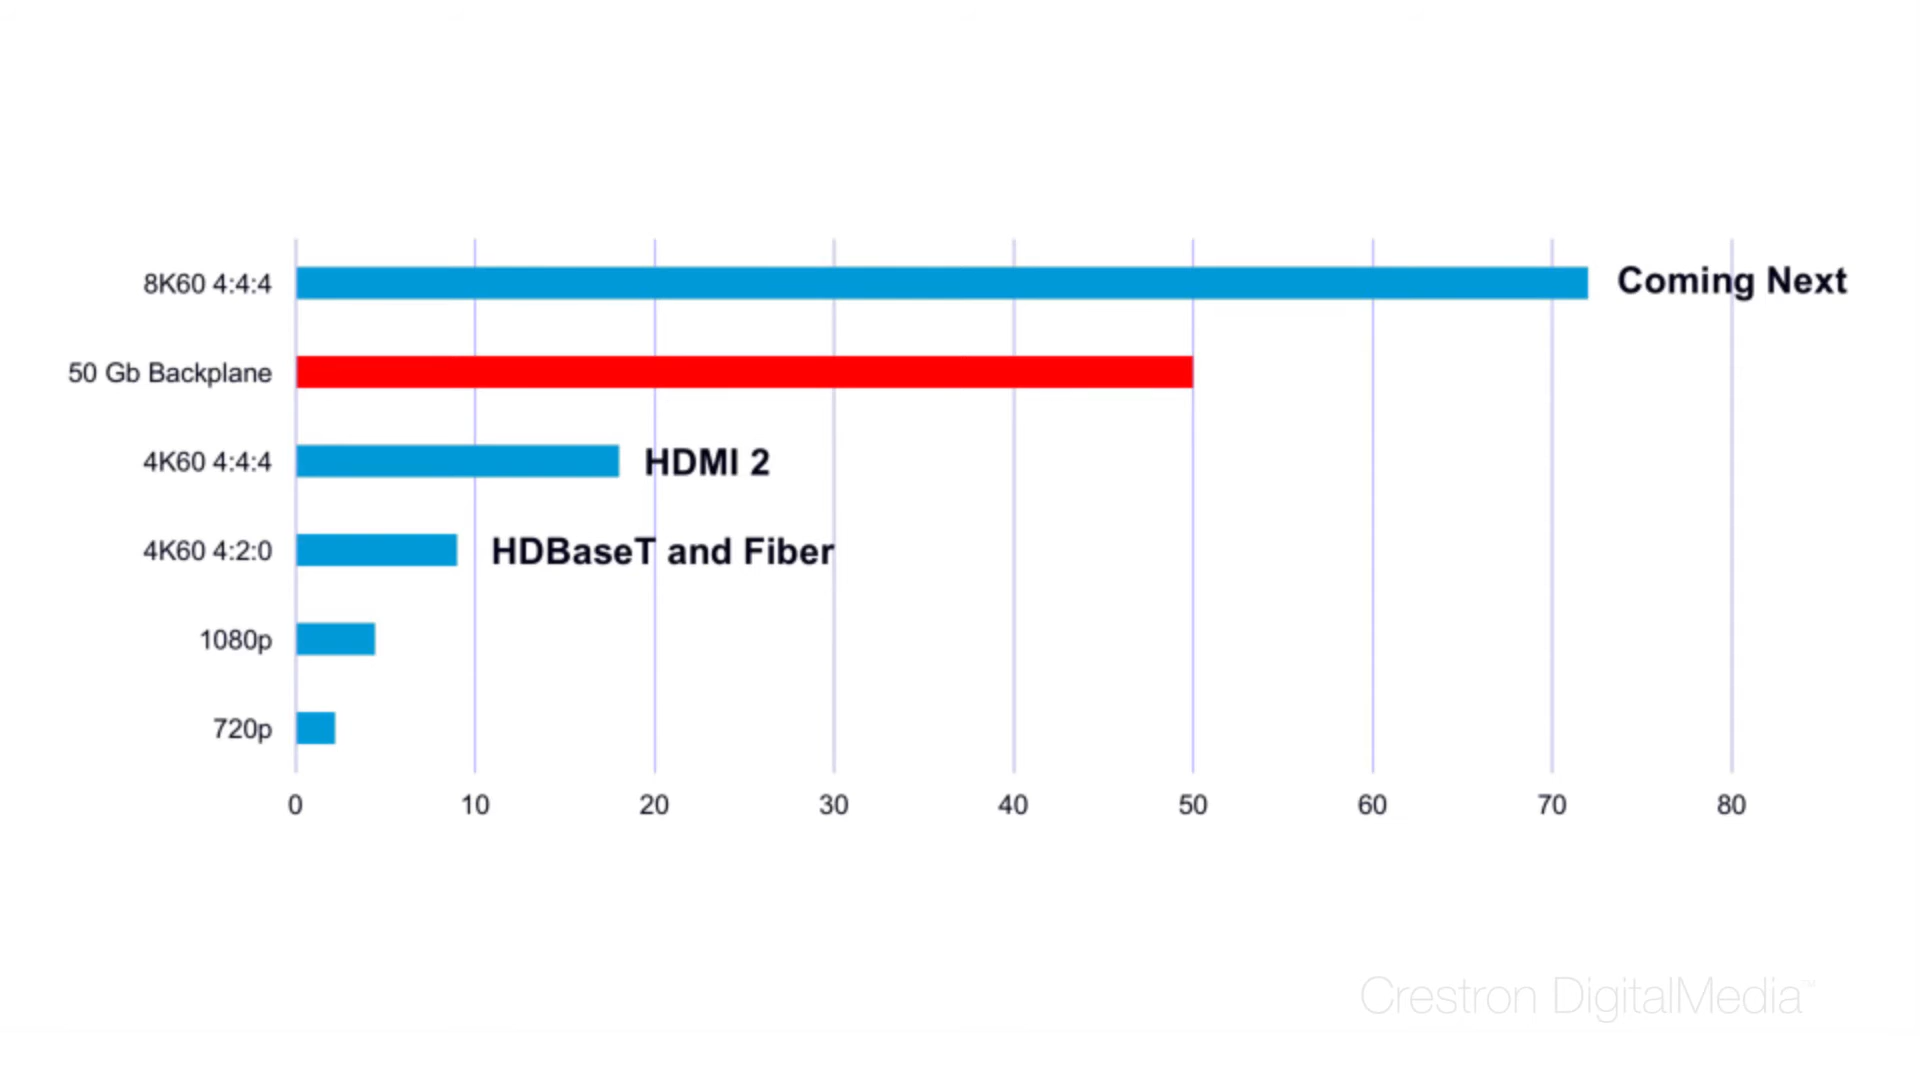 8K60 4:4:4 Coming Next
50 Gb Backplane
4K60 4:4:4 HDMI 2
4K60 4:2:0 HDBaseT and Fiber
1080p
720p
0 10 20 30 40 50 60 70 80
Crestron DigitalMedia™